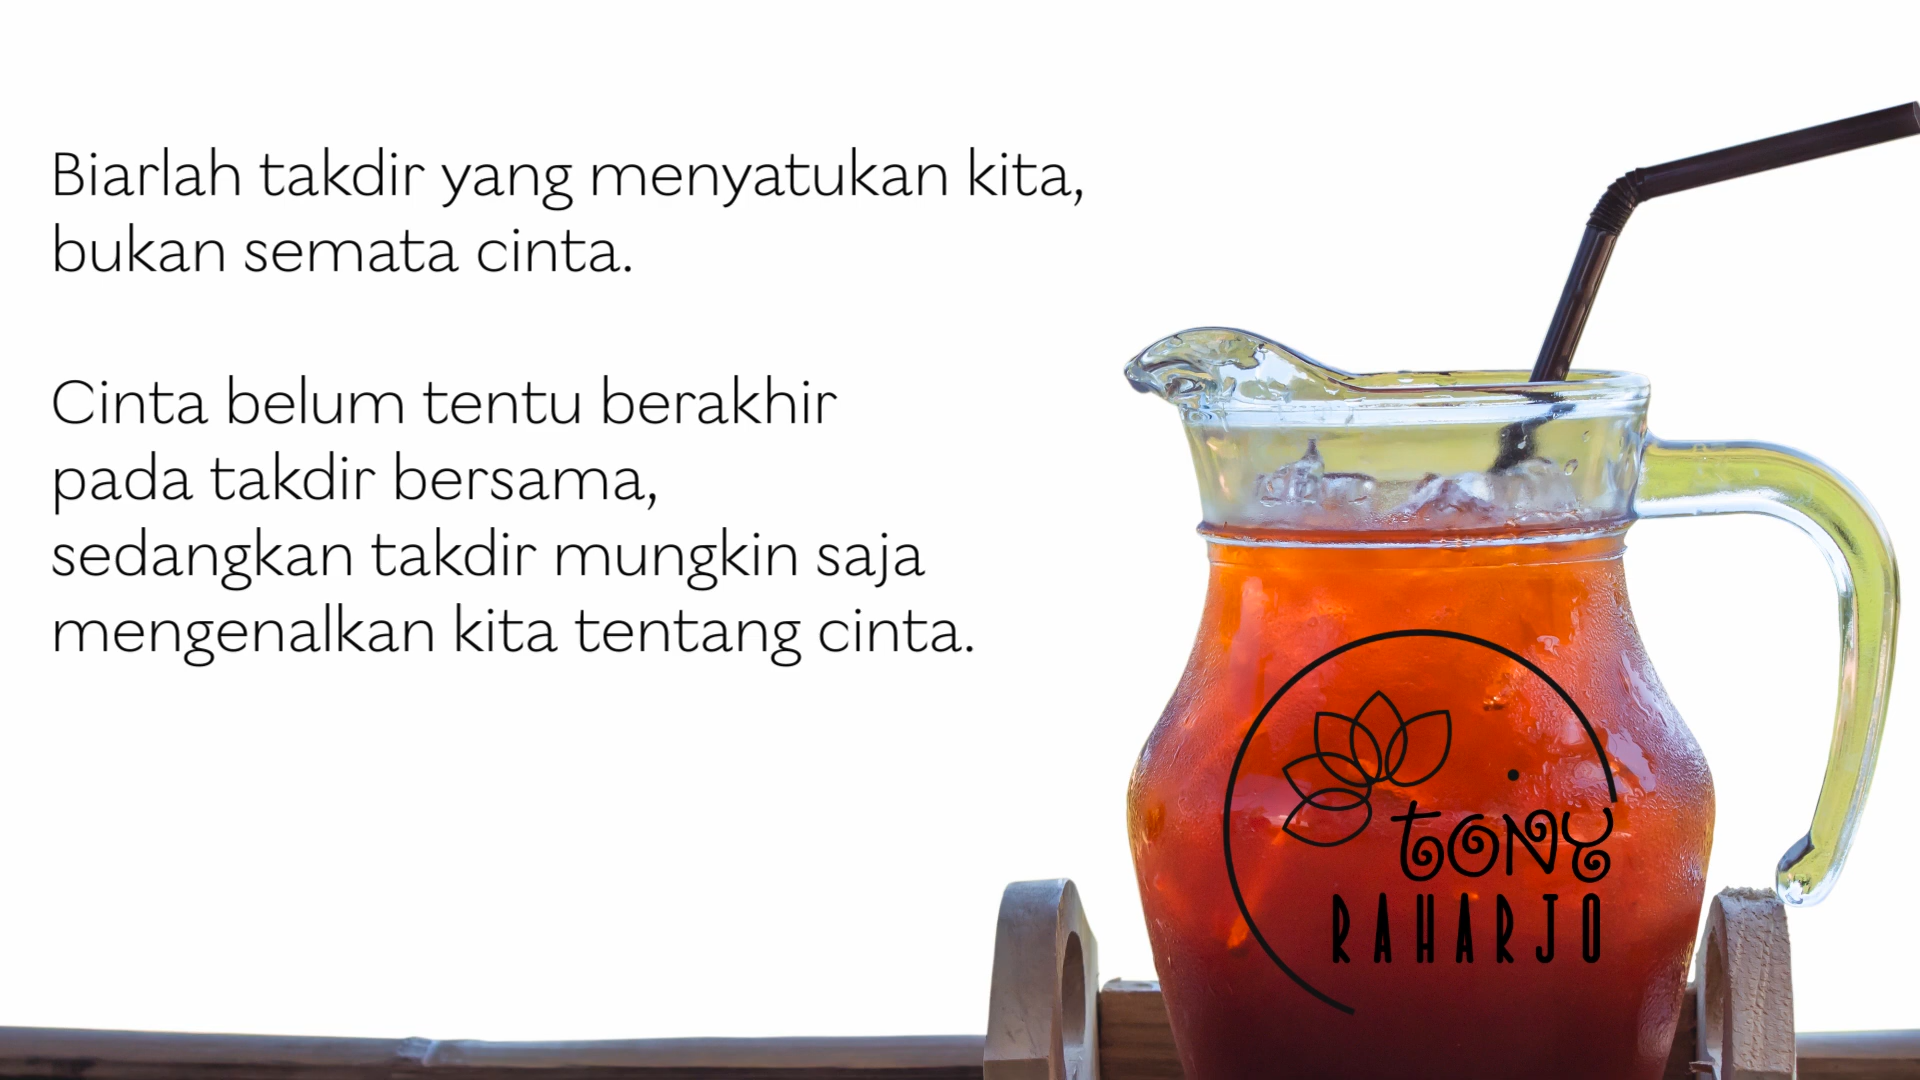 Biarlah takdir yang menyatukan kita,
bukan semata cinta.
Cinta belum tentu berakhir
pada takdir bersama,
sedangkan takdir mungkin saja
mengenalkan kita tentang cinta.
tony
RAHARJO